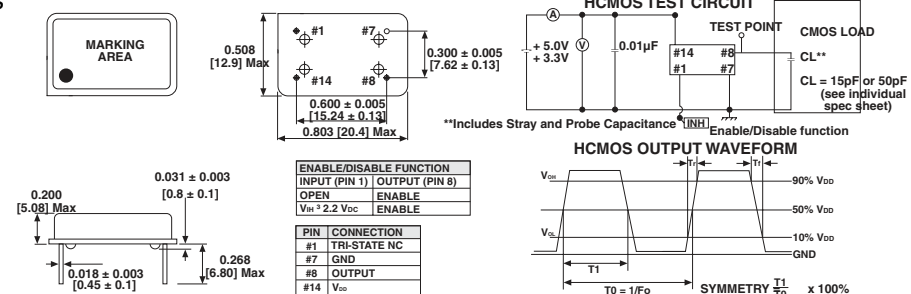 MARKING
AREA
0.508
[12.9] Max
#1
#7
#14
#8
0.300 ± 0.005
[7.62 ± 0.13]
0.600 ± 0.005
[15.24 ± 0.13]
0.803 [20.4] Max
HCMOS TEST CIRCUIT
A
TEST POINT
+ 5.0V
+ 3.3V
V
0.01µF
#14
#8
#1
#7
CMOS LOAD
CL**
CL = 15pF or 50pF
(see individual
spec sheet)
**Includes Stray and Probe Capacitance
INH
Enable/Disable function
0.200
[5.08] Max
0.031 ± 0.003
[0.8 ± 0.1]
0.018 ± 0.003
[0.45 ± 0.1]
0.268
[6.80] Max
ENABLE/DISABLE FUNCTION
INPUT (PIN 1) OUTPUT (PIN 8)
OPEN ENABLE
VIH ³ 2.2 VDC ENABLE
PIN CONNECTION
#1 TRI-STATE NC
#7 GND
#8 OUTPUT
#14 VDD
HCMOS OUTPUT WAVEFORM
Tr
Tf
VOH
90% VDD
50% VDD
VOL
10% VDD
GND
T1
T0 = 1/Fo
SYMMETRY T1
T0 x 100%